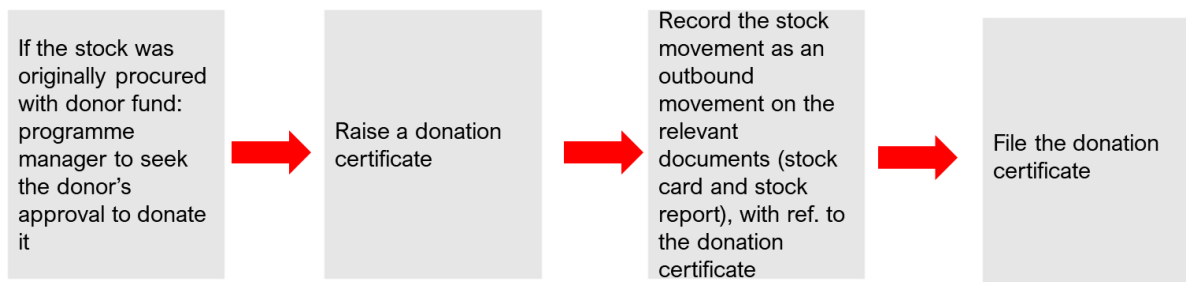 If the stock was
originally procured
with donor fund:
programme
manager to seek
the donor's
approval to donate
it
Raise a donation
certificate
Record the stock
movement as an
outbound
movement on the
relevant
documents (stock
card and stock
report), with ref. to
the donation
certificate
File the donation
certificate